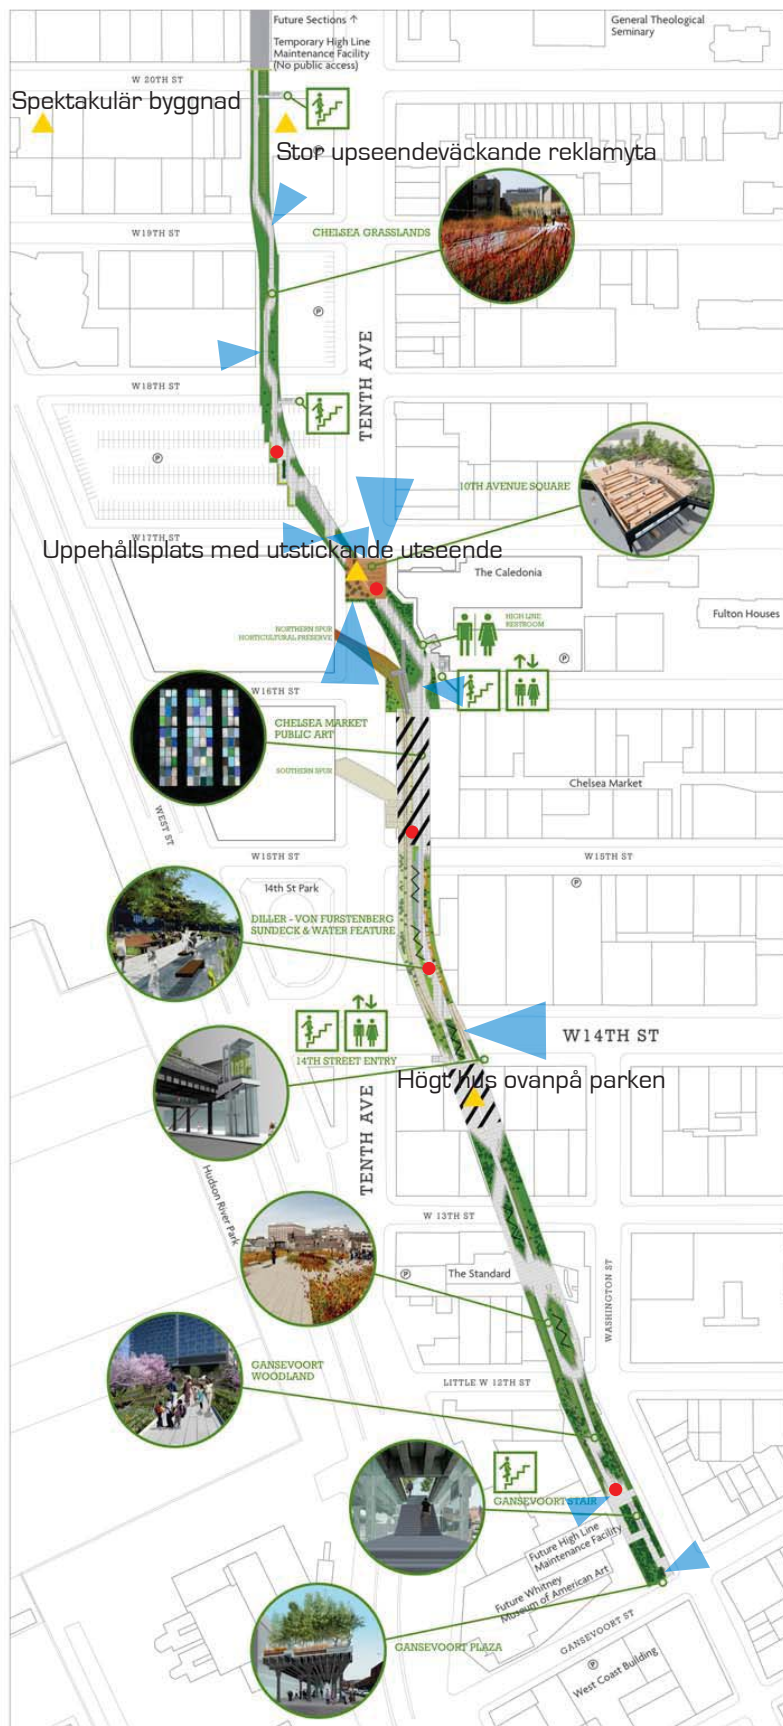 Future Sections ↑
Temporary High Line
Maintenance Facility
(No public access)
General Theological
Seminary
W 20TH ST
Spektakulär byggnad
Stor upseendeväckande reklamyta
P
W19TH ST
CHELSEA GRASSLANDS
P
TENTH AVE
W18TH ST
P
10TH AVENUE SQUARE
W17TH ST
Uppehållsplats med utstickande utseende
The Caledonia
Fulton Houses
HIGH LINE
RESTROOM
NORTHERN SPUR
HORTICULTURAL PRESERVE
P
W16TH ST
CHELSEA MARKET
PUBLIC ART
SOUTHERN SPUR
Chelsea Market
WEST ST
W15TH ST
W15TH ST
14th St Park
P
DILLER - VON FURSTENBERG
SUNDECK & WATER FEATURE
W14TH ST
14TH STREET ENTRY
Högt hus ovanpå parken
TENTH AVE
Hudson River Park
W 13TH ST
P
The Standard
WASHINGTON ST
GANSEVOORT
WOODLAND
LITTLE W 12TH ST
GANSEVOORT STAIR
Future High Line
Maintenance Facility
Future Whitney
Museum of American Art
GANSEVOORT PLAZA
GANSEVOORT ST
P
West Coast Building